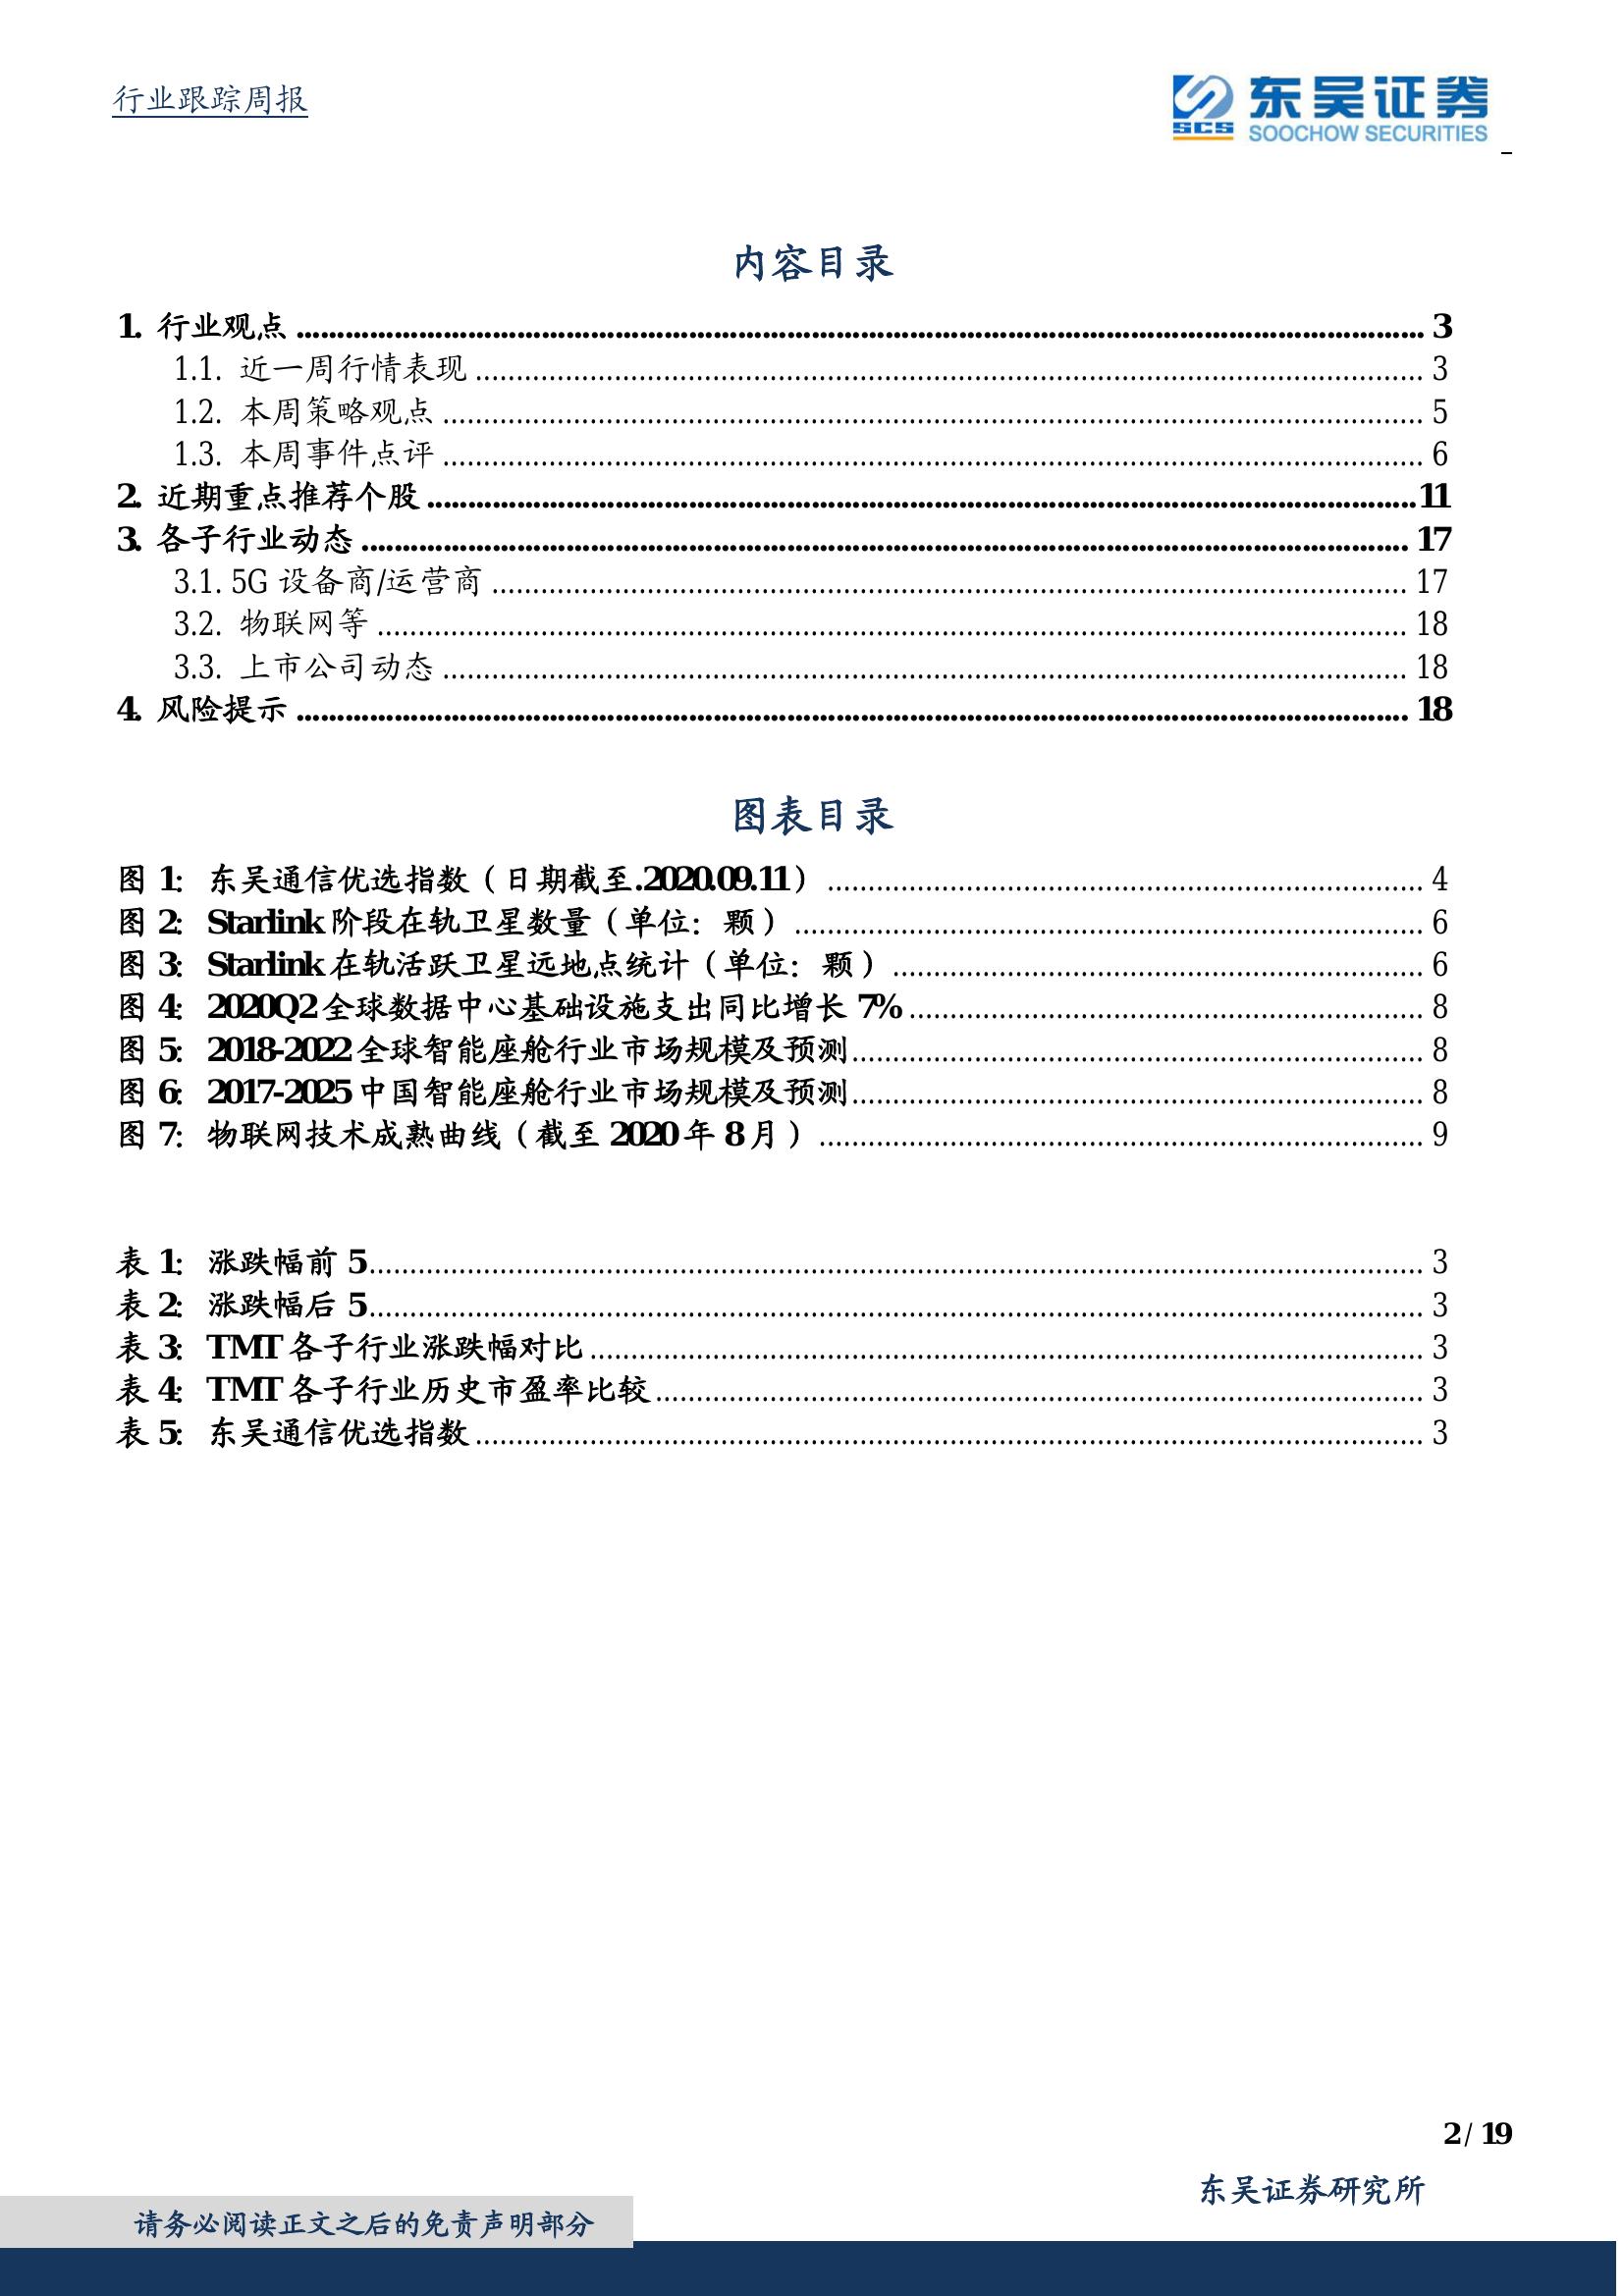 行业跟踪周报
东吴证券
SCS
SOOCHOW SECURITIES
内容目录
1. 行业观点 ........ 3
1.1. 近一周行情表现 ........ 3
1.2. 本周策略观点 ........ 5
1.3. 本周事件点评 ........ 6
2. 近期重点推荐个股 ........ 11
3. 各子行业动态 ........ 17
3.1. 5G 设备商/运营商 ........ 17
3.2. 物联网等 ........ 18
3.3. 上市公司动态 ........ 18
4. 风险提示 ........ 18
图表目录
图 1： 东吴通信优选指数（日期截至.2020.09.11） ........ 4
图 2： Starlink 阶段在轨卫星数量（单位：颗） ........ 6
图 3： Starlink 在轨活跃卫星远地点统计（单位：颗） ........ 6
图 4： 2020Q2 全球数据中心基础设施支出同比增长 7% ........ 8
图 5： 2018-2022 全球智能座舱行业市场规模及预测 ........ 8
图 6： 2017-2025 中国智能座舱行业市场规模及预测 ........ 8
图 7： 物联网技术成熟曲线（截至 2020 年 8 月） ........ 9
表 1： 涨跌幅前 5 ........ 3
表 2： 涨跌幅后 5 ........ 3
表 3： TMT 各子行业涨跌幅对比 ........ 3
表 4： TMT 各子行业历史市盈率比较 ........ 3
表 5： 东吴通信优选指数 ........ 3
2 / 19
东吴证券研究所
请务必阅读正文之后的免责声明部分